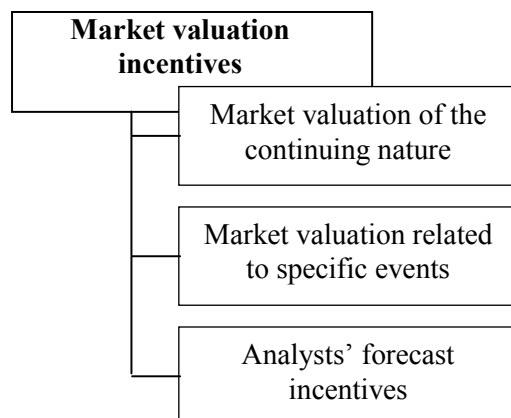 Market valuation
incentives
Market valuation of the
continuing nature
Market valuation related
to specific events
Analysts’ forecast
incentives